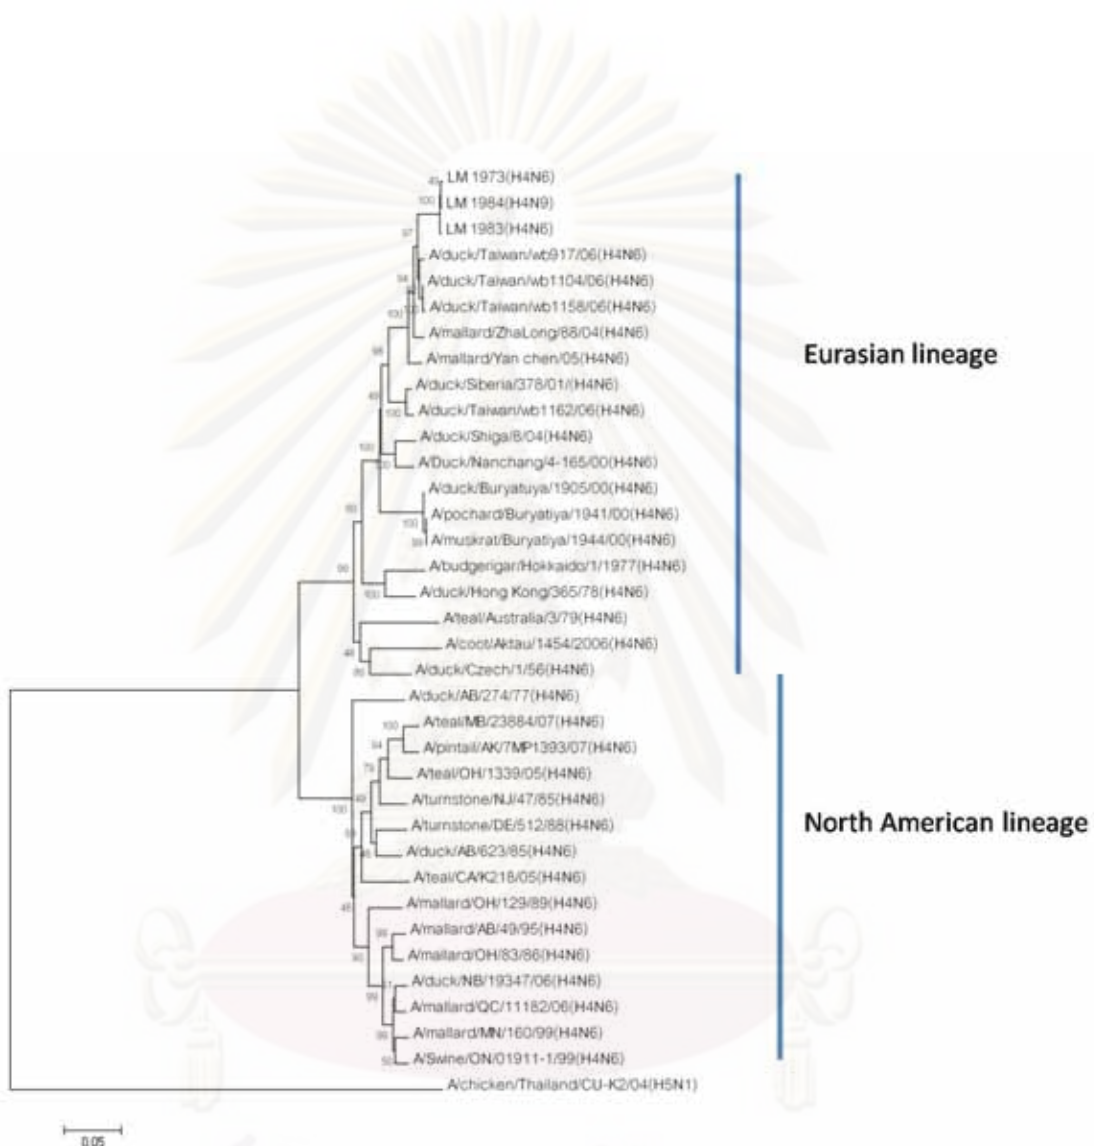 LM 1973(H4N6)
LM 1984(H4N9)
LM 1983(H4N6)
A/duck/Taiwan/wb917/06(H4N6)
A/duck/Taiwan/wb1104/06(H4N6)
A/duck/Taiwan/wb1158/06(H4N6)
A/mallard/ZhaLong/88/04(H4N6)
A/mallard/Yan chen/05(H4N6)
Eurasian lineage
A/duck/Siberia/378/01/(H4N6)
A/duck/Taiwan/wb1162/06(H4N6)
A/duck/Shiga/8/04(H4N6)
A/Duck/Nanchang/4-165/00(H4N6)
A/duck/Buryatuya/1905/00(H4N6)
A/pochard/Buryatiya/1941/00(H4N6)
A/muskrat/Buryatiya/1944/00(H4N6)
A/budgerigar/Hokkaido/1/1977(H4N6)
A/duck/Hong Kong/365/78(H4N6)
A/teal/Australia/3/79(H4N6)
A/coot/Aktau/1454/2006(H4N6)
A/duck/Czech/1/56(H4N6)
A/duck/AB/274/77(H4N6)
A/teal/MB/23884/07(H4N6)
A/pintail/AK/7MP1393/07(H4N6)
A/teal/OH/1339/05(H4N6)
A/turnstone/NJ/47/85(H4N6)
A/turnstone/DE/512/88(H4N6)
North American lineage
A/duck/AB/623/85(H4N6)
A/teal/CA/K218/05(H4N6)
A/mallard/OH/129/89(H4N6)
A/mallard/AB/49/95(H4N6)
A/mallard/OH/83/86(H4N6)
A/duck/NB/19347/06(H4N6)
A/mallard/QC/11182/06(H4N6)
A/mallard/MN/160/99(H4N6)
A/Swine/ON/01911-1/99(H4N6)
A/chicken/Thailand/CU-K2/04(H5N1)
0.05